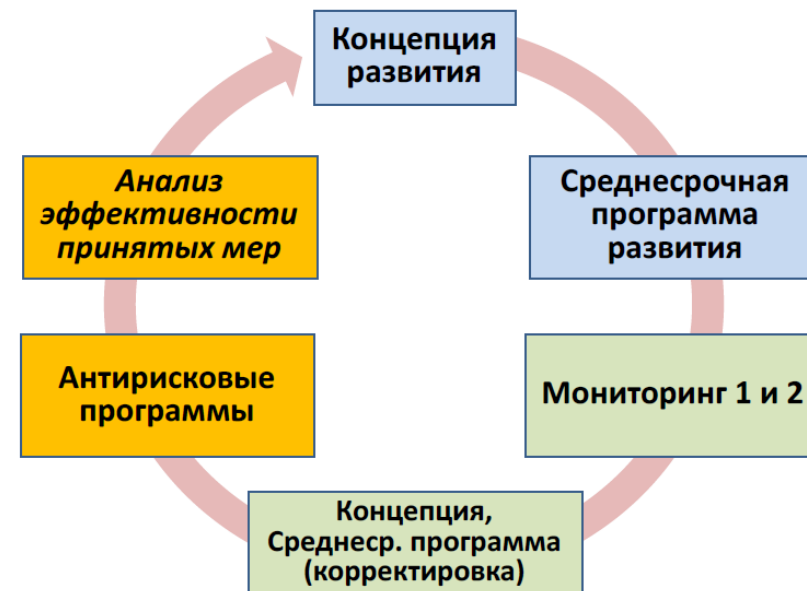 Концепция
развития
Среднесрочная
программа
развития
Мониторинг 1 и 2
Концепция,
Среднеср. программа
(корректировка)
Антирисковые
программы
Анализ
эффективности
принятых мер